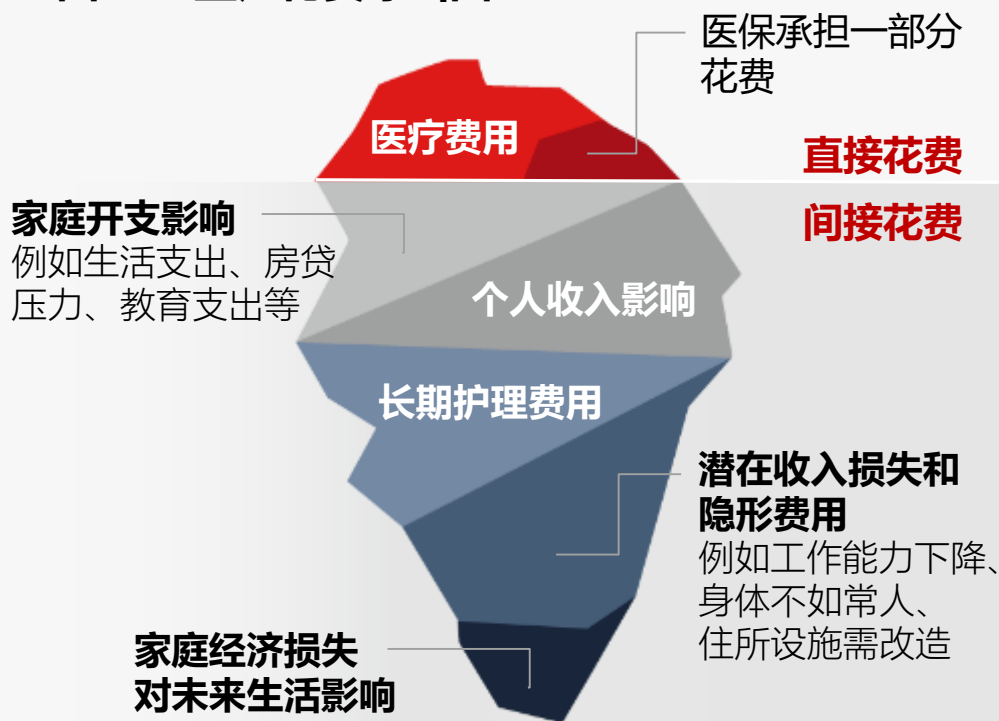 医保承担一部分
花费
医疗费用
直接花费
间接花费
家庭开支影响
例如生活支出、房贷
压力、教育支出等
个人收入影响
长期护理费用
潜在收入损失和
隐形费用
例如工作能力下降、
身体不如常人、
住所设施需改造
家庭经济损失
对未来生活影响